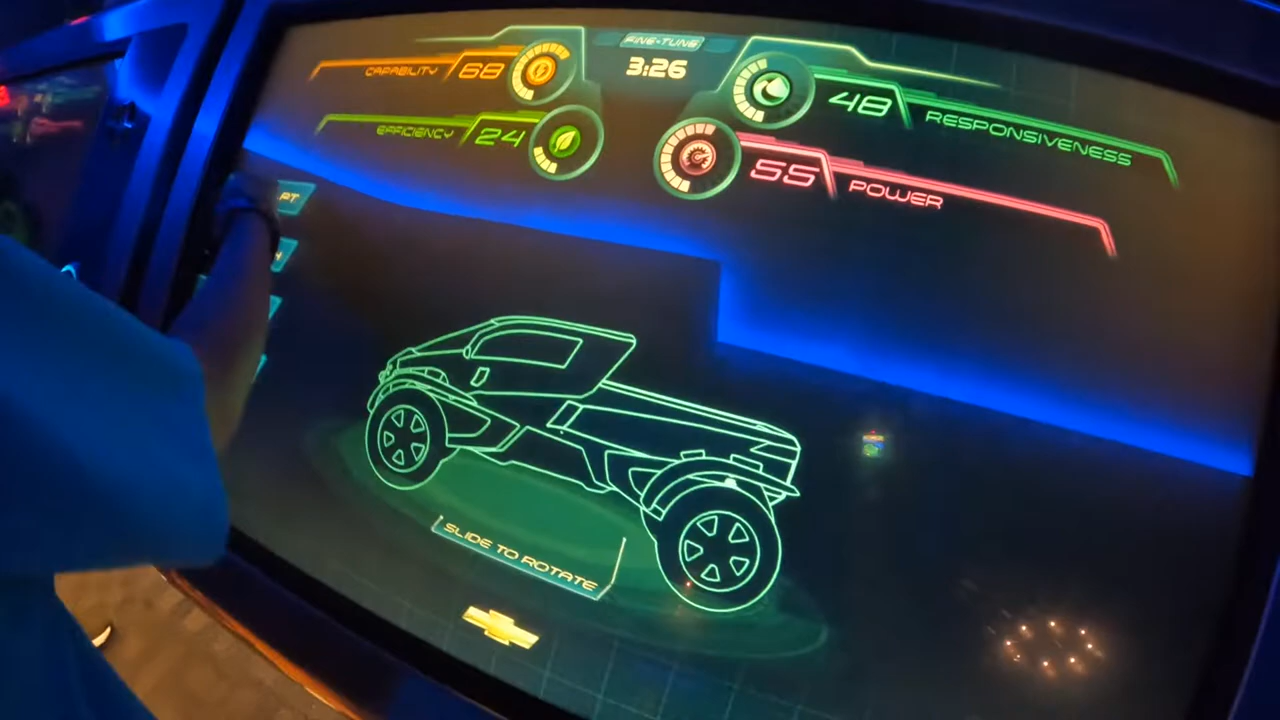 FINE-TUNE
3:26
CAPABILITY 68
EFFICIENCY 24
48 RESPONSIVENESS
55 POWER
SLIDE TO ROTATE